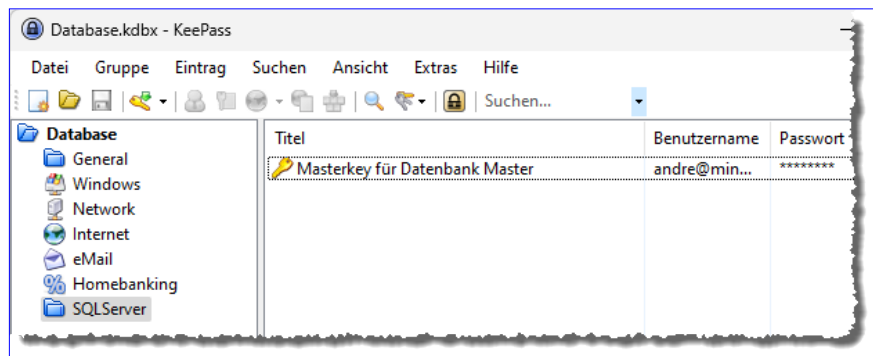 Database.kdbx - KeePass
Datei Gruppe Eintrag Suchen Ansicht Extras Hilfe
Suchen...
Database
General
Windows
Network
Internet
eMail
Homebanking
SQLServer
Titel Benutzername Passwort
Masterkey für Datenbank Master andre@min... ********